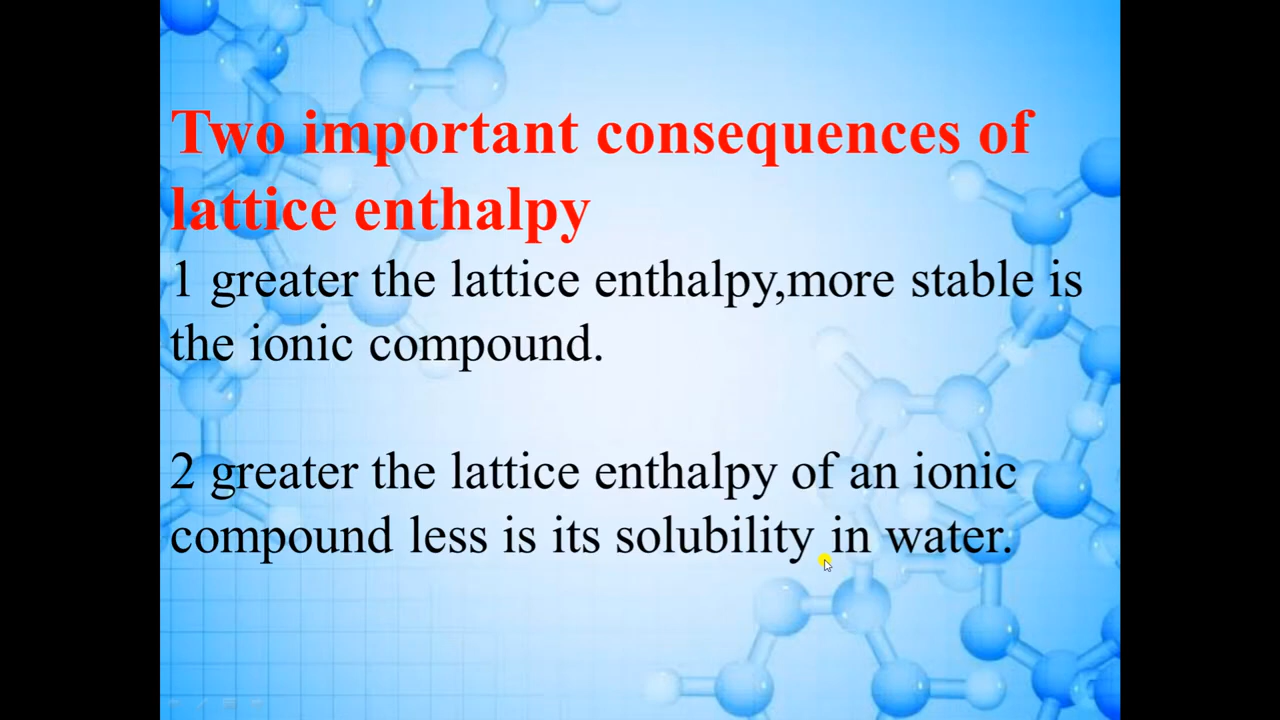 Two important consequences of
lattice enthalpy
1 greater the lattice enthalpy,more stable is
the ionic compound.
2 greater the lattice enthalpy of an ionic
compound less is its solubility in water.